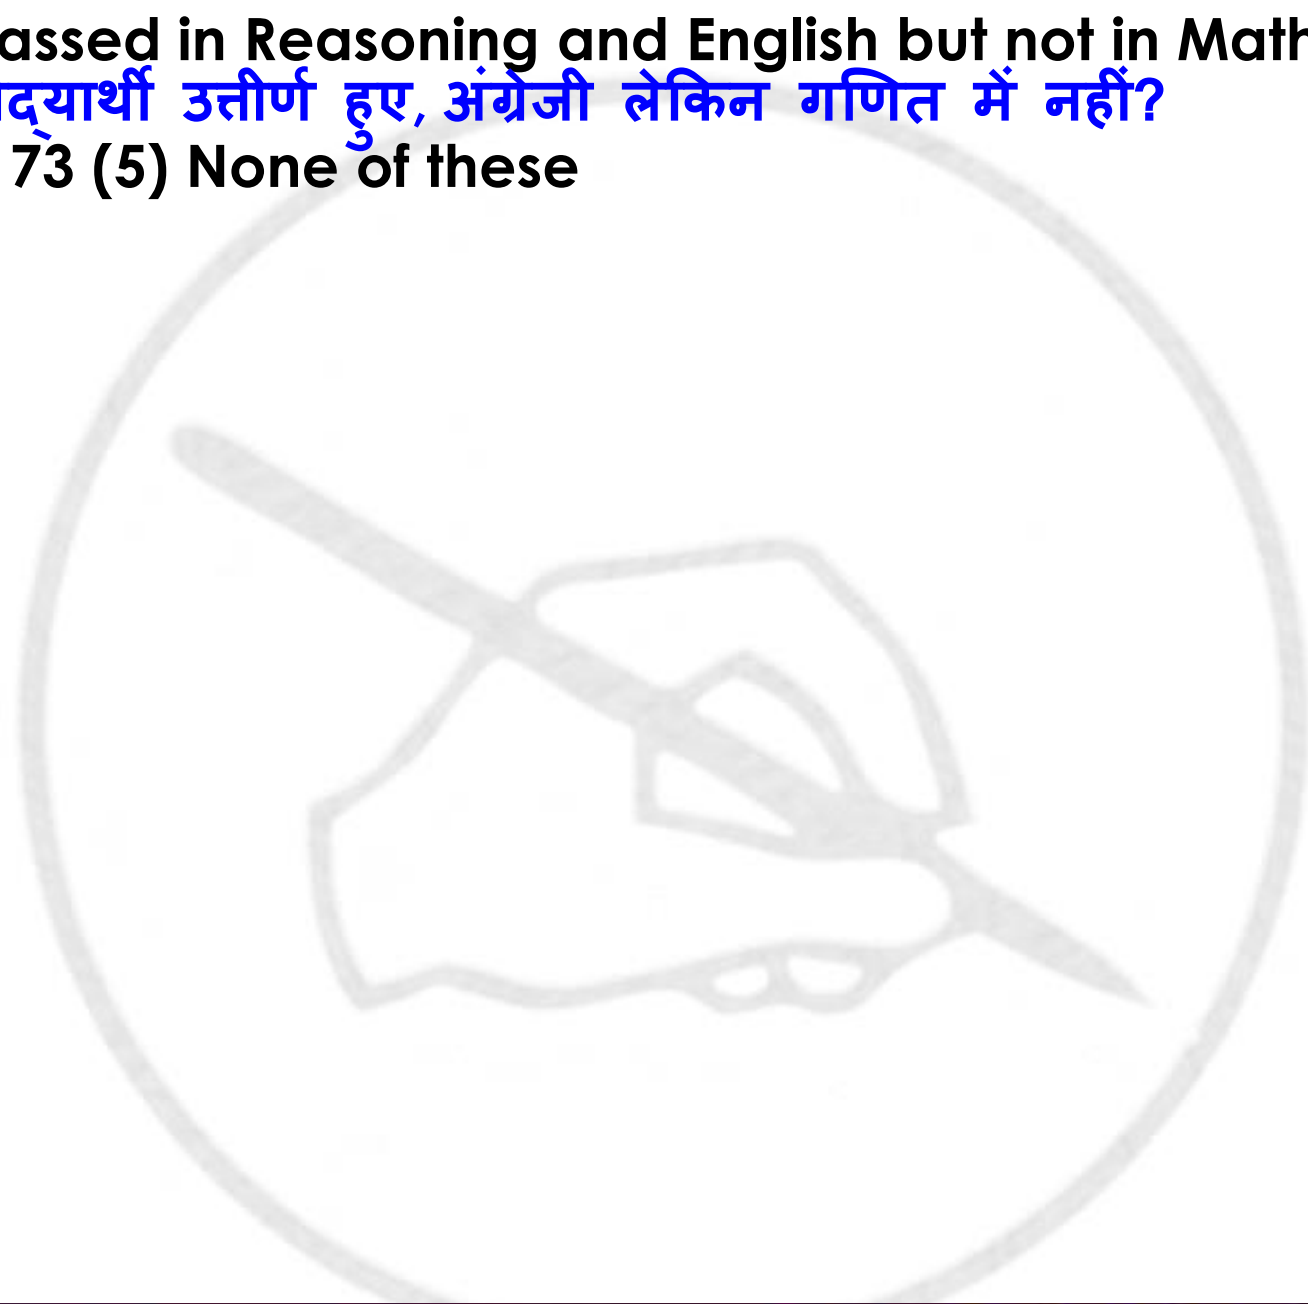 assed in Reasoning and English but not in Math
द्यार्थी उत्तीर्ण हुए, अंग्रेजी लेकिन गणित में नहीं?
73 (5) None of these